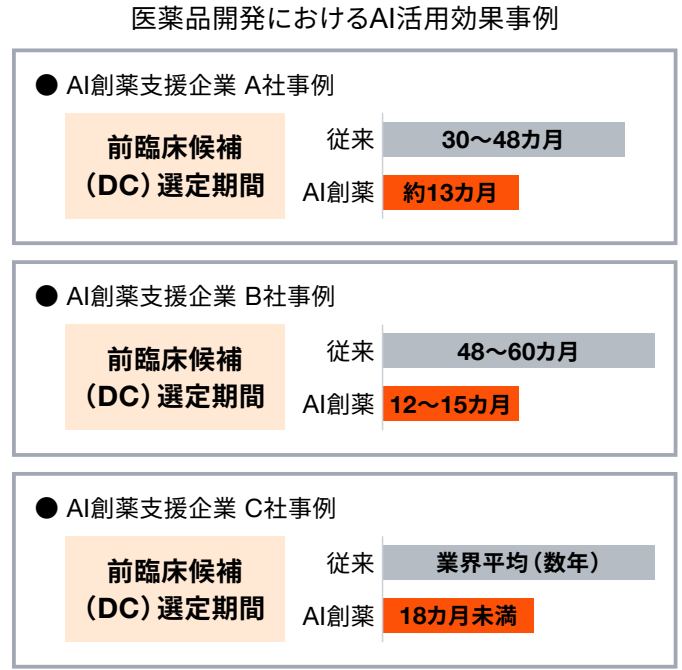 医薬品開発におけるAI活用効果事例
● AI創薬支援企業 A社事例
前臨床候補
（DC）選定期間
従来
30～48カ月
AI創薬
約13カ月
● AI創薬支援企業 B社事例
前臨床候補
（DC）選定期間
従来
48～60カ月
AI創薬
12～15カ月
● AI創薬支援企業 C社事例
前臨床候補
（DC）選定期間
従来
業界平均（数年）
AI創薬
18カ月未満